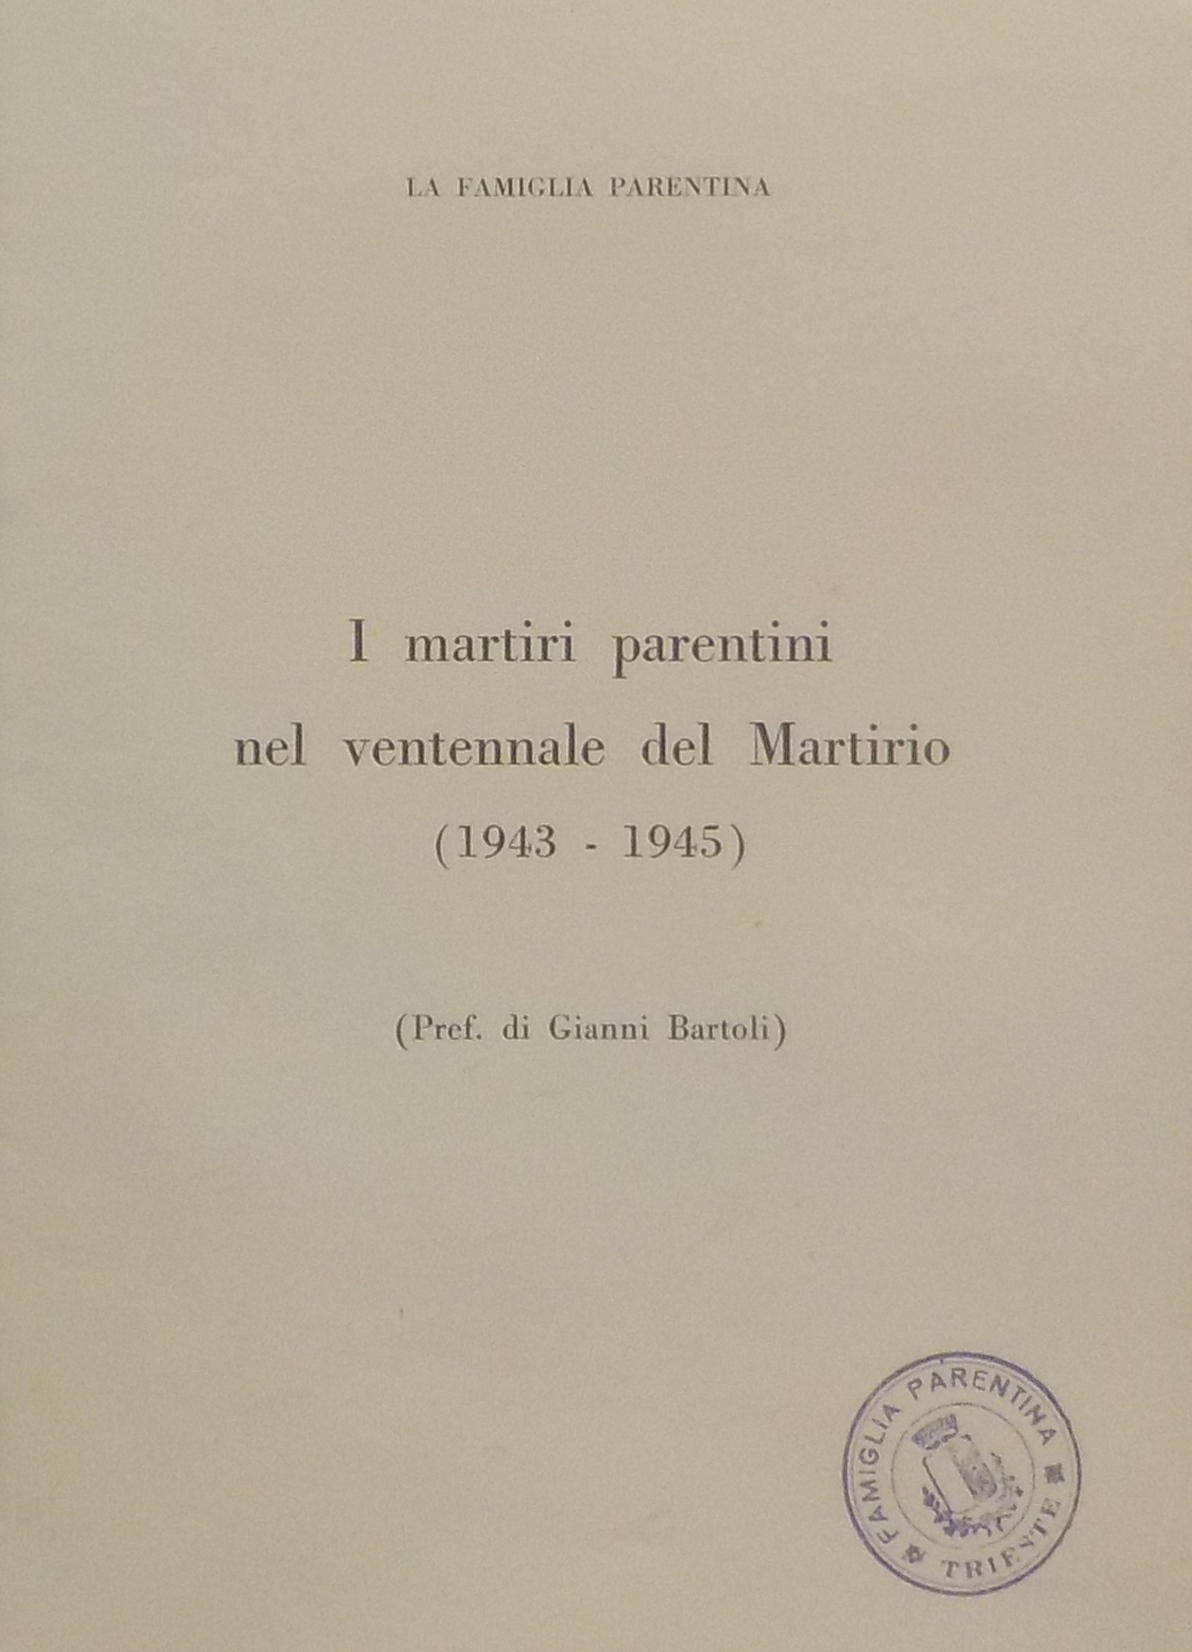 LA FAMIGLIA PARENTINA
I martiri parentini
nel ventennale del Martirio
(1943 - 1945)
(Pref. di Gianni Bartoli)
FAMIGLIA PARENTINA
TRIESTE